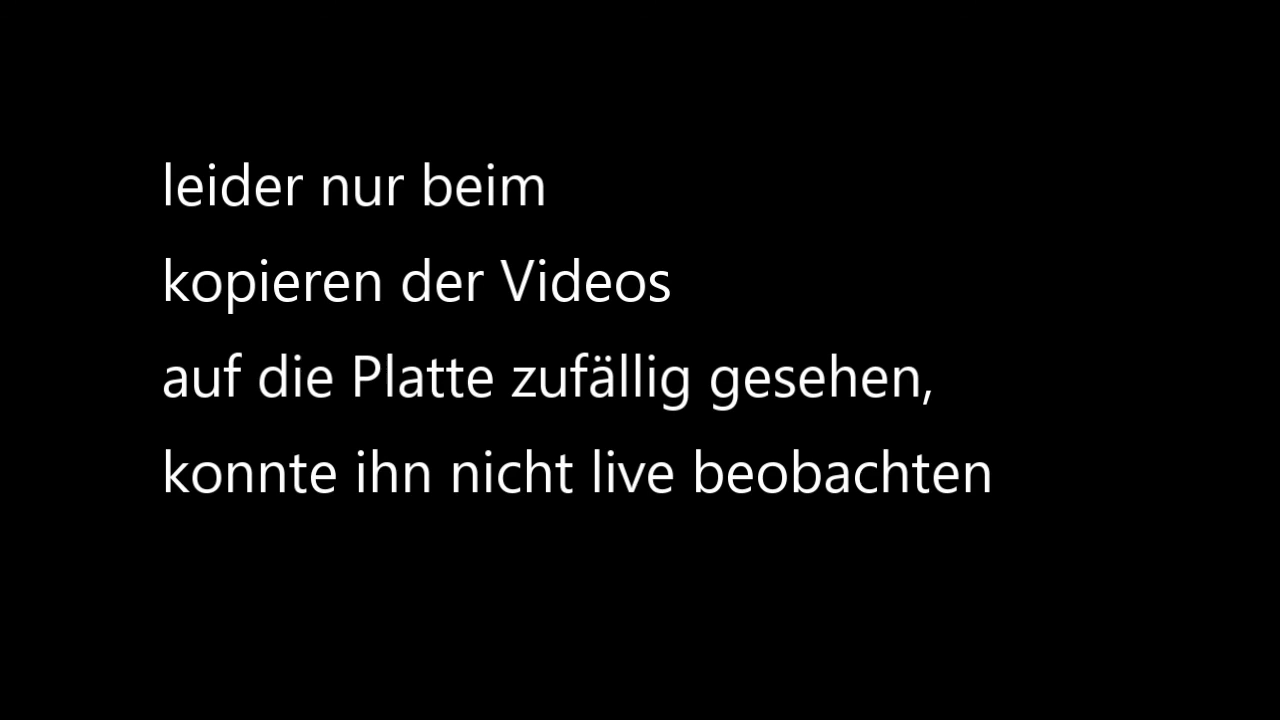 leider nur beim
kopieren der Videos
auf die Platte zufällig gesehen,
konnte ihn nicht live beobachten